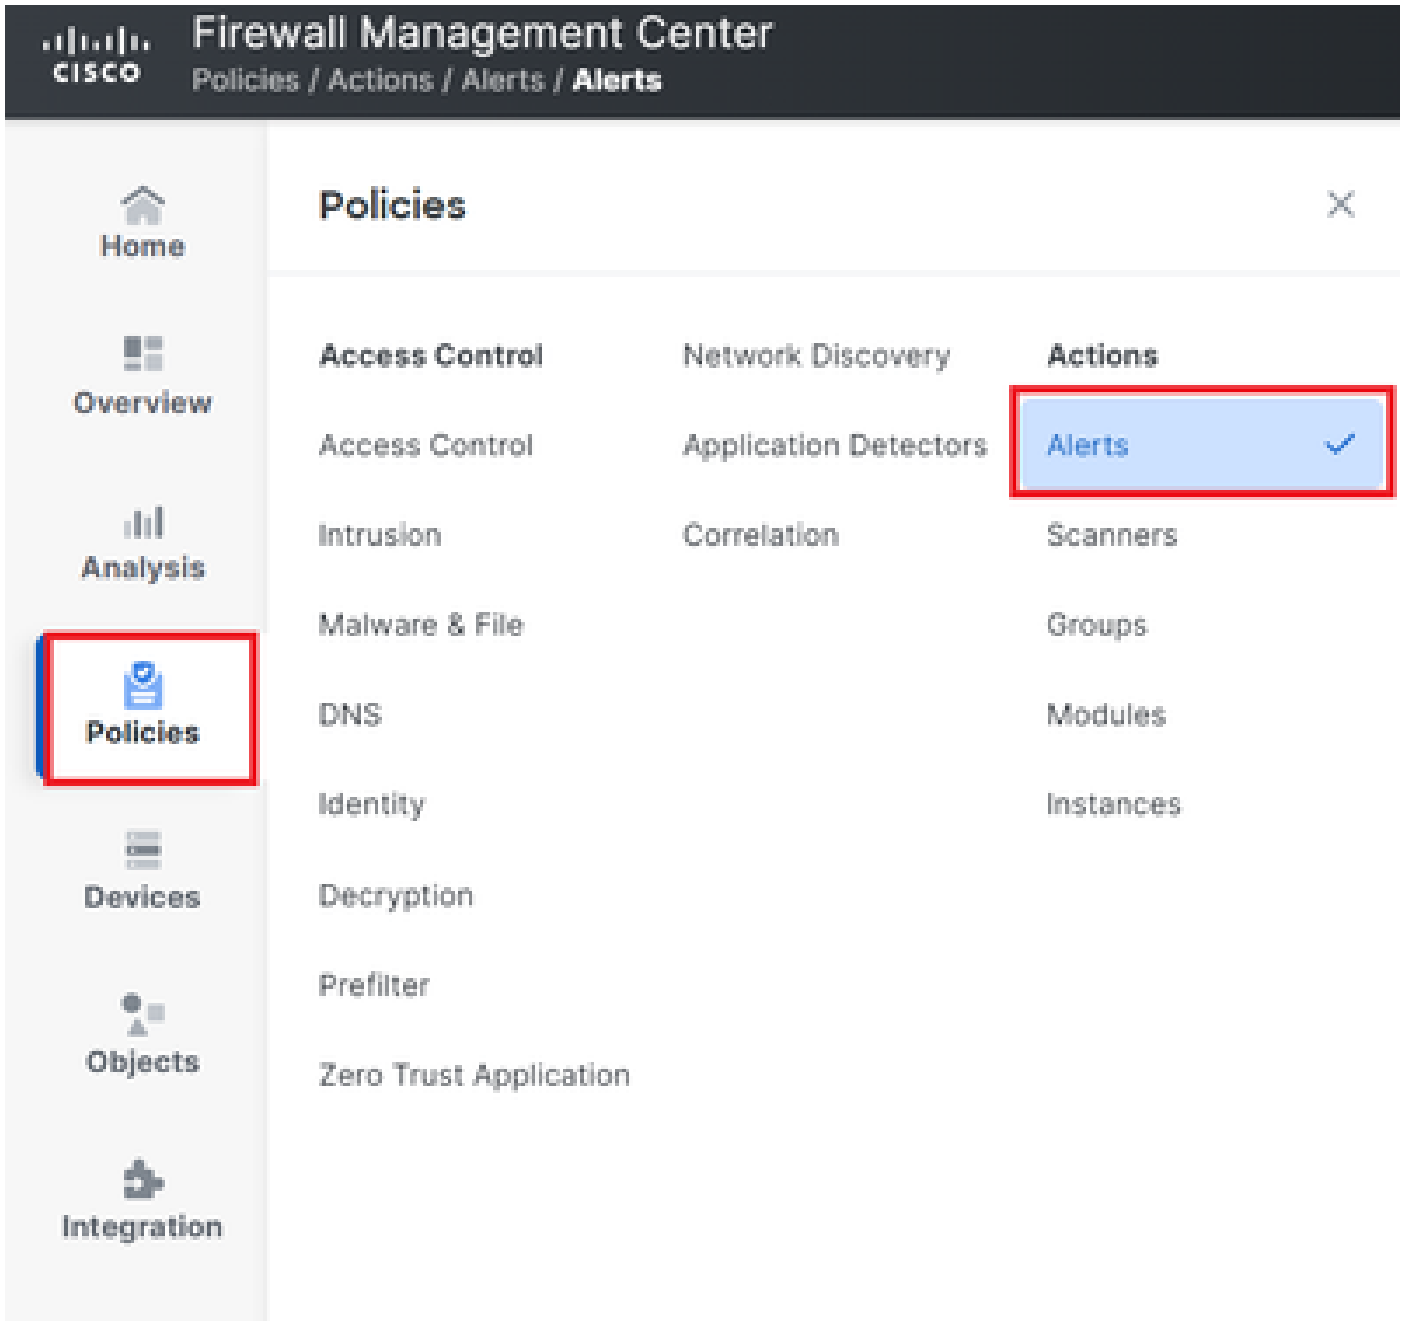 Firewall Management Center
CISCO
Policies / Actions / Alerts / Alerts
Home
Overview
Analysis
Policies
Devices
Objects
Integration
Policies
Access Control
Access Control
Intrusion
Malware & File
DNS
Identity
Decryption
Prefilter
Zero Trust Application
Network Discovery
Application Detectors
Correlation
Actions
Alerts
Scanners
Groups
Modules
Instances